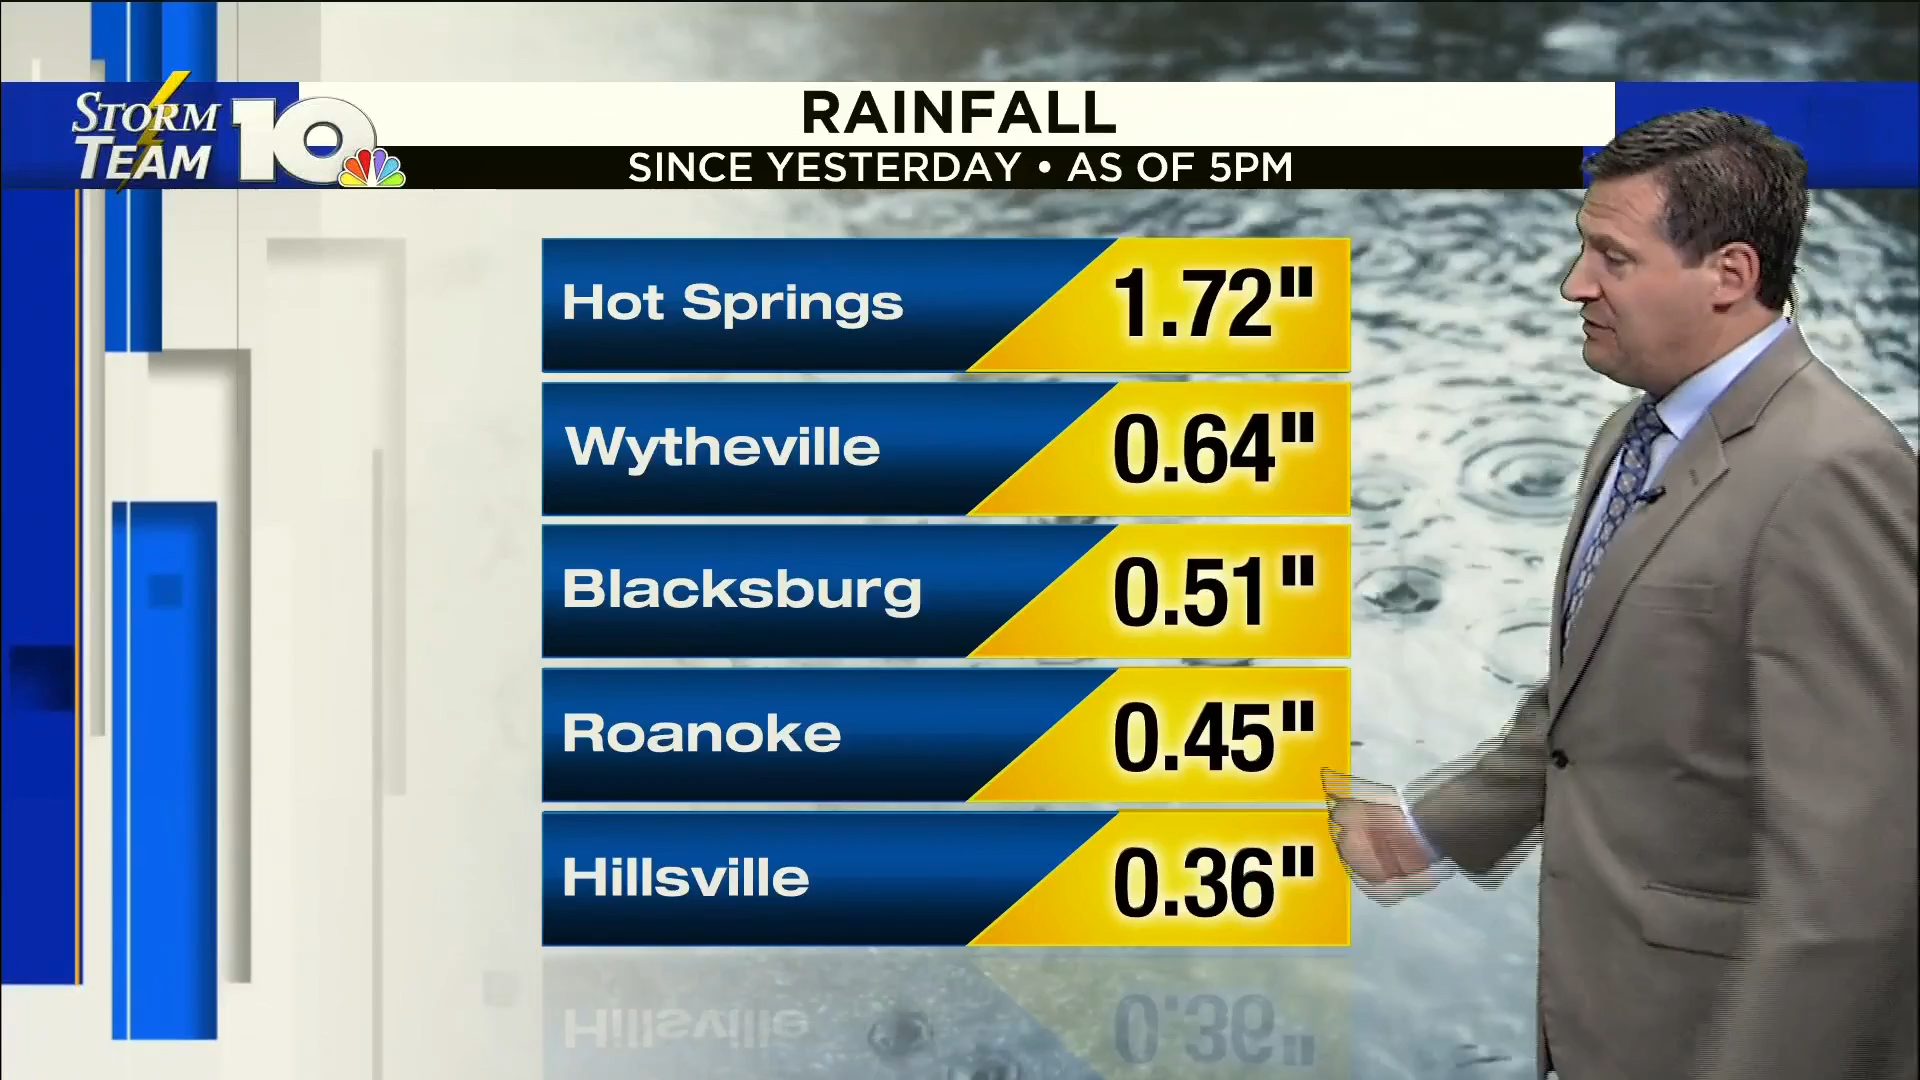 STORM
TEAM 10
RAINFALL
SINCE YESTERDAY • AS OF 5PM
Hot Springs 1.72"
Wytheville 0.64"
Blacksburg 0.51"
Roanoke 0.45"
Hillsville 0.36"